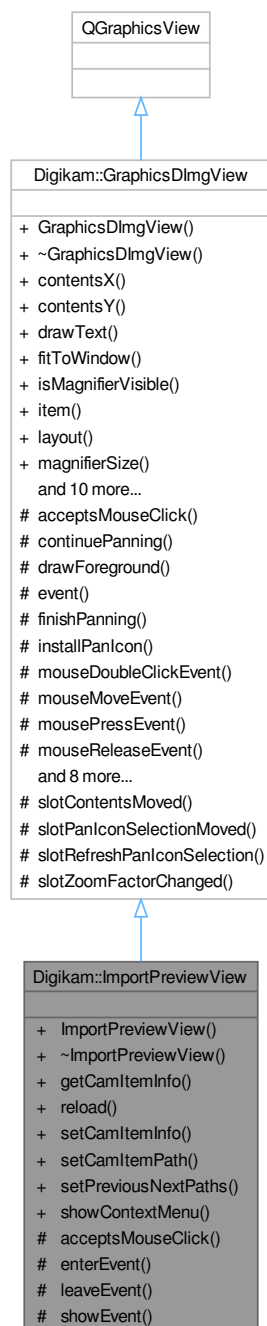 QGraphicsView
Digikam::GraphicsDImgView
+ GraphicsDImgView()
+ ~GraphicsDImgView()
+ contentsX()
+ contentsY()
+ drawText()
+ fitToWindow()
+ isMagnifierVisible()
+ item()
+ layout()
+ magnifierSize()
and 10 more...
# acceptsMouseClick()
# continuePanning()
# drawForeground()
# event()
# finishPanning()
# installPanIcon()
# mouseDoubleClickEvent()
# mouseMoveEvent()
# mousePressEvent()
# mouseReleaseEvent()
and 8 more...
# slotContentsMoved()
# slotPanIconSelectionMoved()
# slotRefreshPanIconSelection()
# slotZoomFactorChanged()
Digikam::ImportPreviewView
+ ImportPreviewView()
+ ~ImportPreviewView()
+ getCamItemInfo()
+ reload()
+ setCamItemInfo()
+ setCamItemPath()
+ setPreviousNextPaths()
+ showContextMenu()
# acceptsMouseClick()
# enterEvent()
# leaveEvent()
# showEvent()